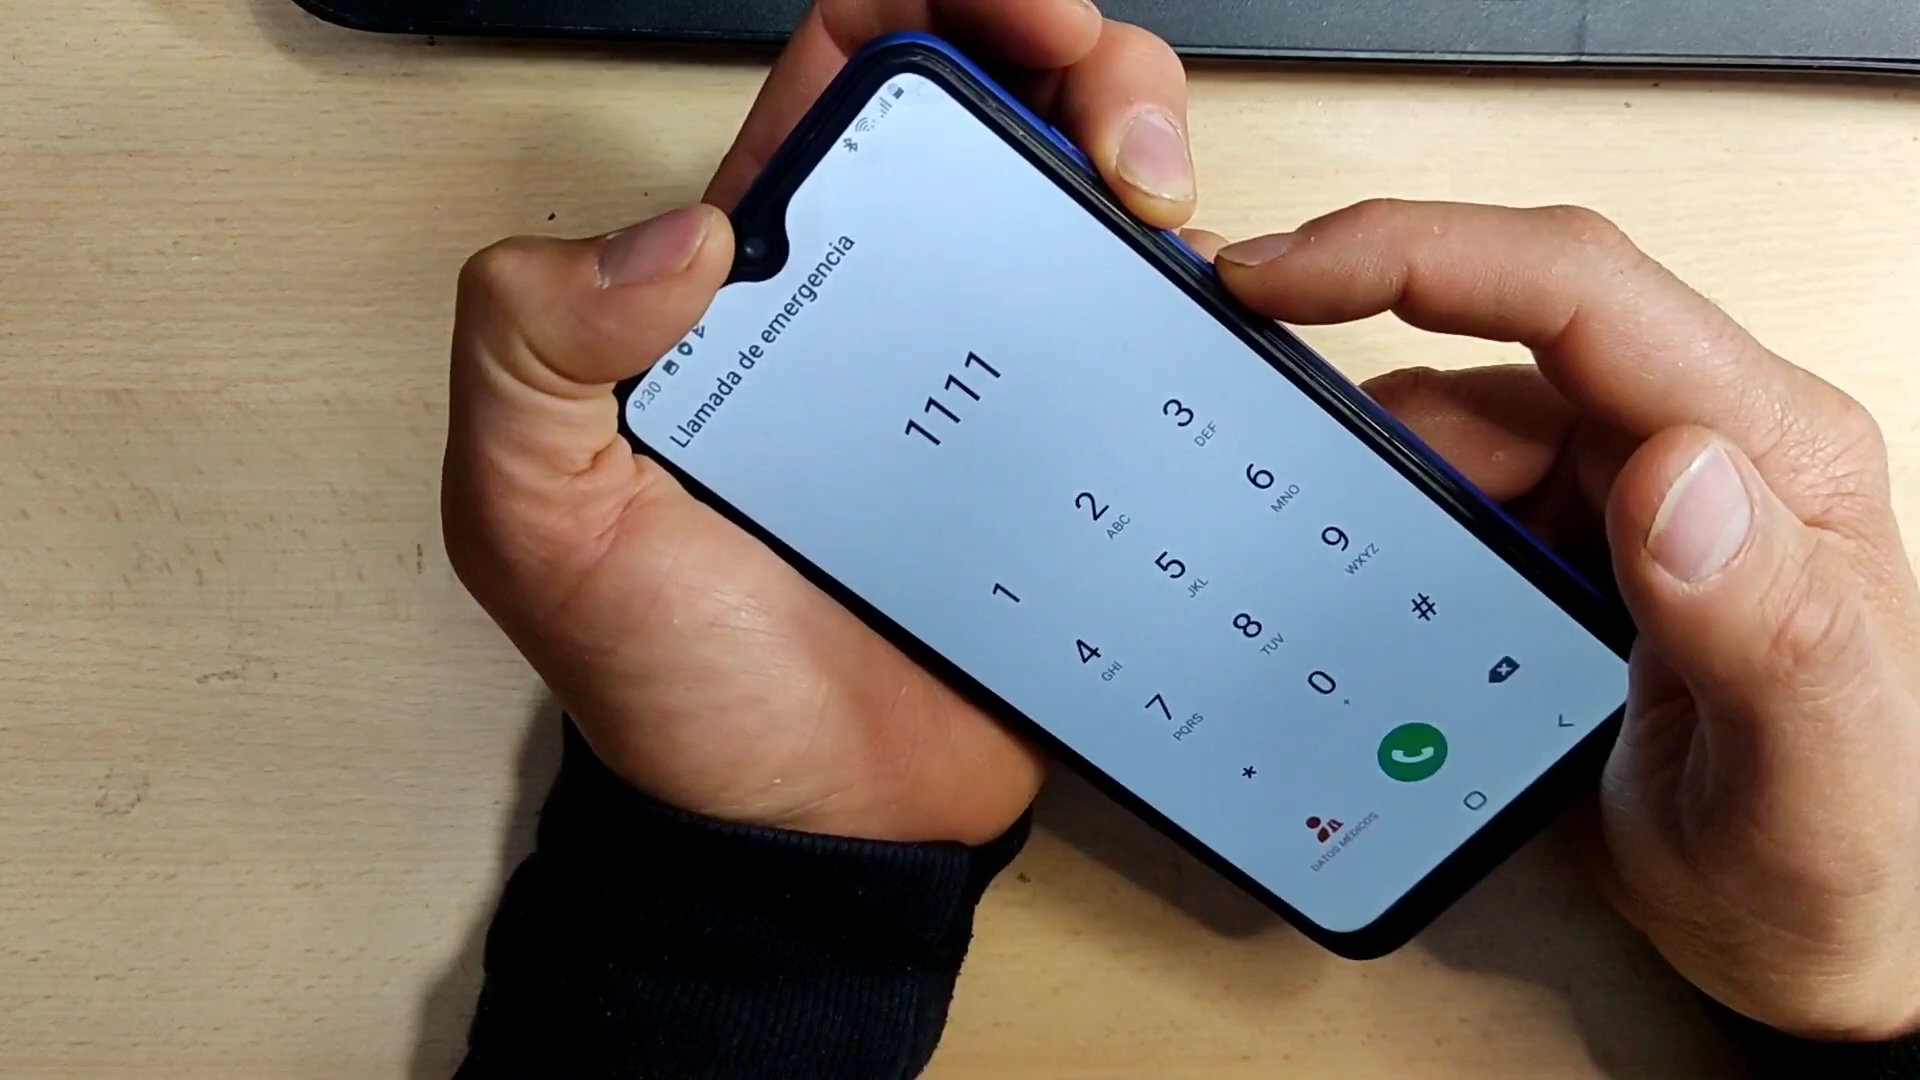 9:30
Llamada de emergencia
1111
1
2 ABC
3 DEF
4 GHI
5 JKL
6 MNO
7 PQRS
8 TUV
9 WXYZ
*
0 +
#
DATOS MÉDICOS